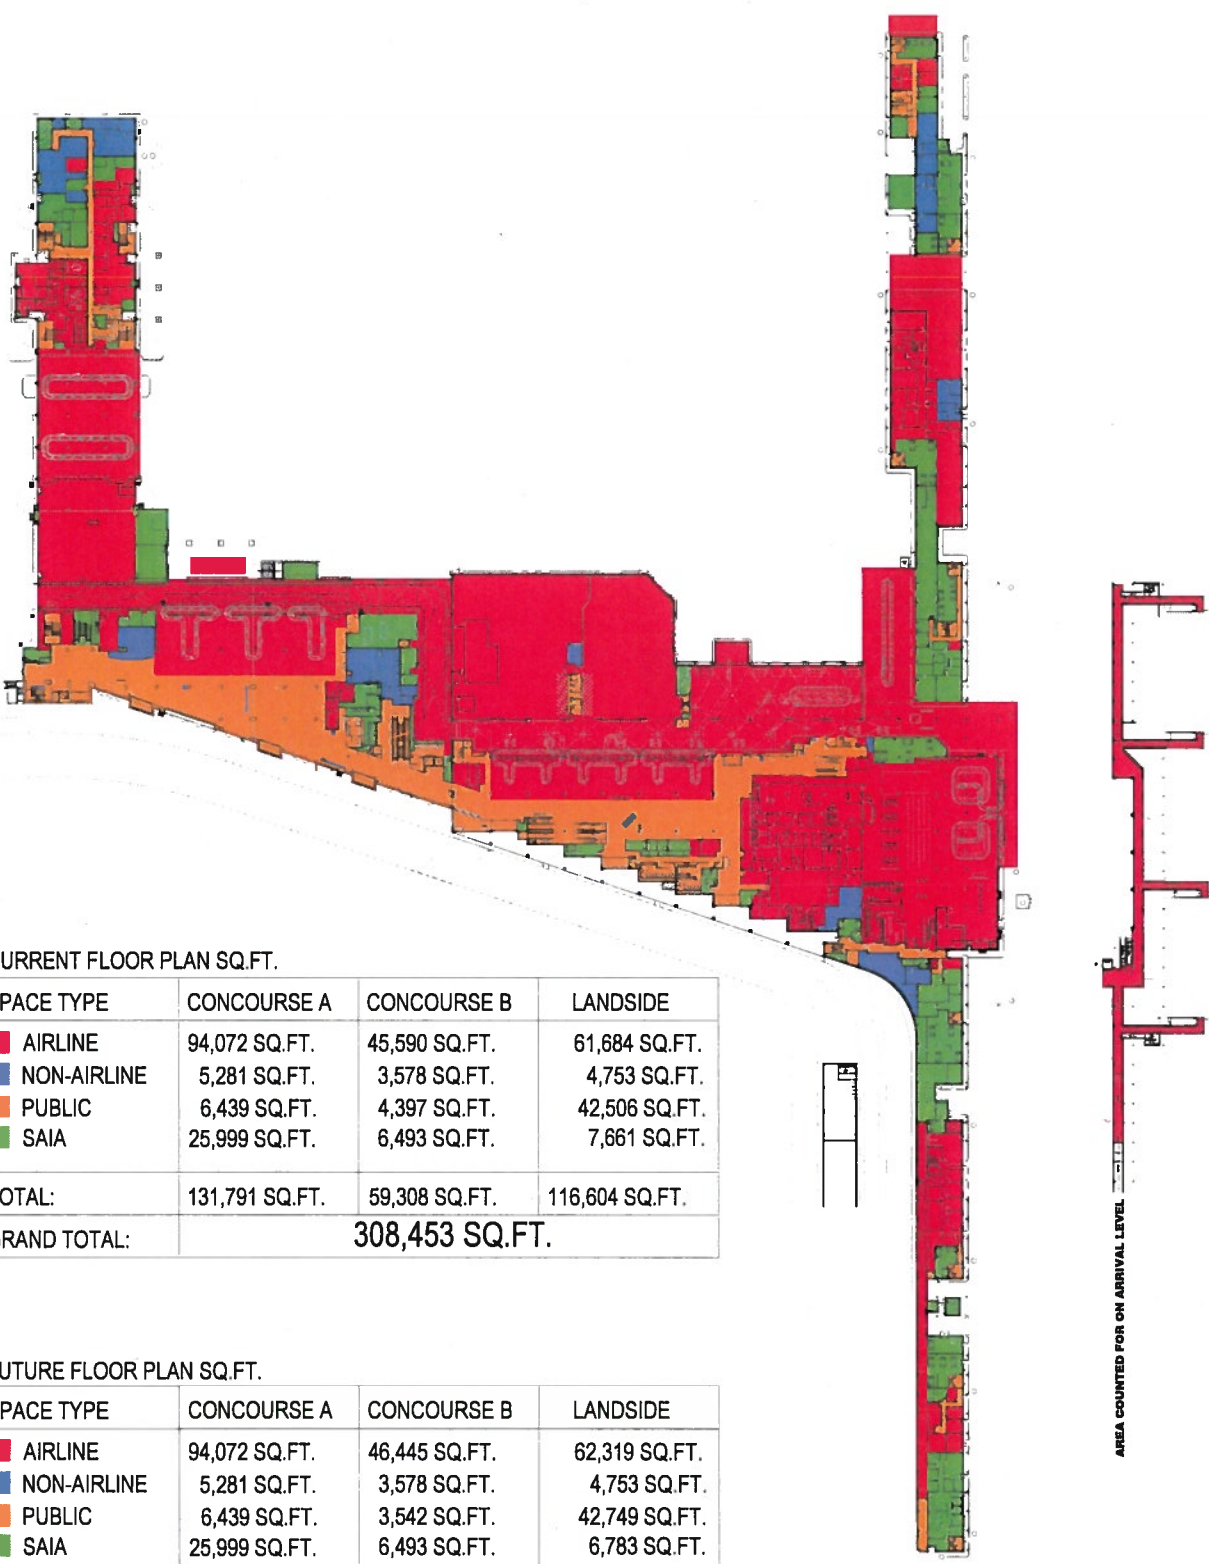 URRENT FLOOR PLAN SQ.FT.
PACE TYPE CONCOURSE A CONCOURSE B LANDSIDE
AIRLINE 94,072 SQ.FT. 45,590 SQ.FT. 61,684 SQ.FT.
NON-AIRLINE 5,281 SQ.FT. 3,578 SQ.FT. 4,753 SQ.FT.
PUBLIC 6,439 SQ.FT. 4,397 SQ.FT. 42,506 SQ.FT.
SAIA 25,999 SQ.FT. 6,493 SQ.FT. 7,661 SQ.FT.
OTAL: 131,791 SQ.FT. 59,308 SQ.FT. 116,604 SQ.FT.
RAND TOTAL: 308,453 SQ.FT.
UTURE FLOOR PLAN SQ.FT.
PACE TYPE CONCOURSE A CONCOURSE B LANDSIDE
AIRLINE 94,072 SQ.FT. 46,445 SQ.FT. 62,319 SQ.FT.
NON-AIRLINE 5,281 SQ.FT. 3,578 SQ.FT. 4,753 SQ.FT.
PUBLIC 6,439 SQ.FT. 3,542 SQ.FT. 42,749 SQ.FT.
SAIA 25,999 SQ.FT. 6,493 SQ.FT. 6,783 SQ.FT.
AREA COUNTED FOR ON ARRIVAL LEVEL